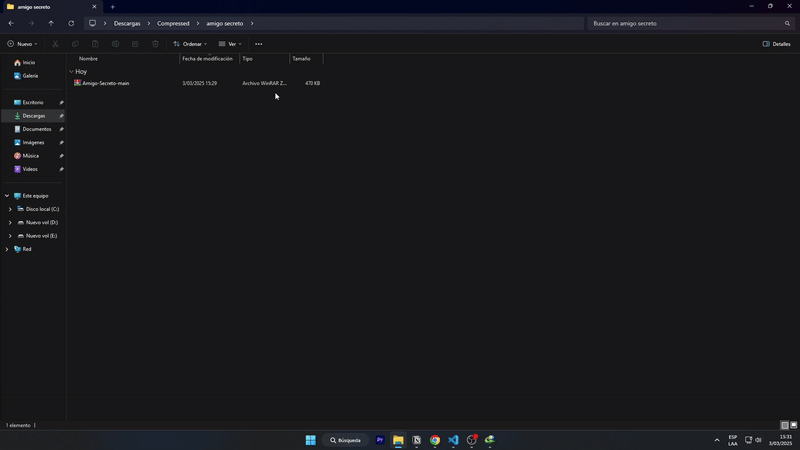 amigo secreto
Descargas > Compressed > amigo secreto >
Buscar en amigo secreto
Nuevo
Ordenar
Ver
Detalles
Nombre
Fecha de modificación
Tipo
Tamaño
Hoy
Amigo-Secreto-main
3/03/2025 15:29
Archivo WinRAR Z...
470 KB
Inicio
Galería
Escritorio
Descargas
Documentos
Imágenes
Música
Videos
Este equipo
Disco local (C:)
Nuevo vol (D:)
Nuevo vol (E:)
Red
1 elemento
Búsqueda
Pr
ESP
LAA
15:31
3/03/2025